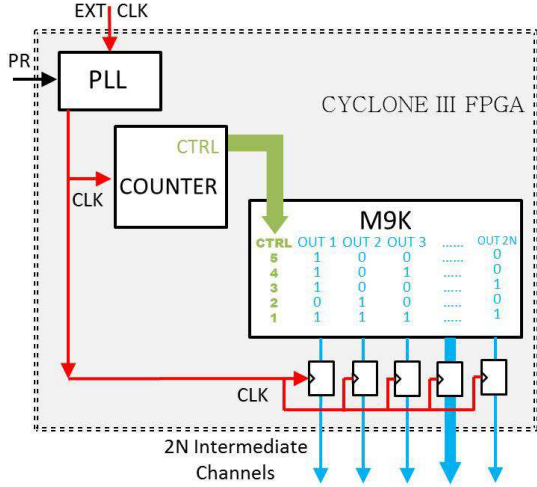 EXT CLK
PR
PLL
CYCLONE III FPGA
CTRL
COUNTER
CLK
M9K
CTRL OUT 1 OUT 2 OUT 3 ...... OUT 2N
5 1 0 0 ...... 0
4 1 0 1 ..... 0
3 1 0 0 ..... 1
2 0 1 0 ..... 0
1 1 1 1 ..... 1
CLK
2N Intermediate
Channels